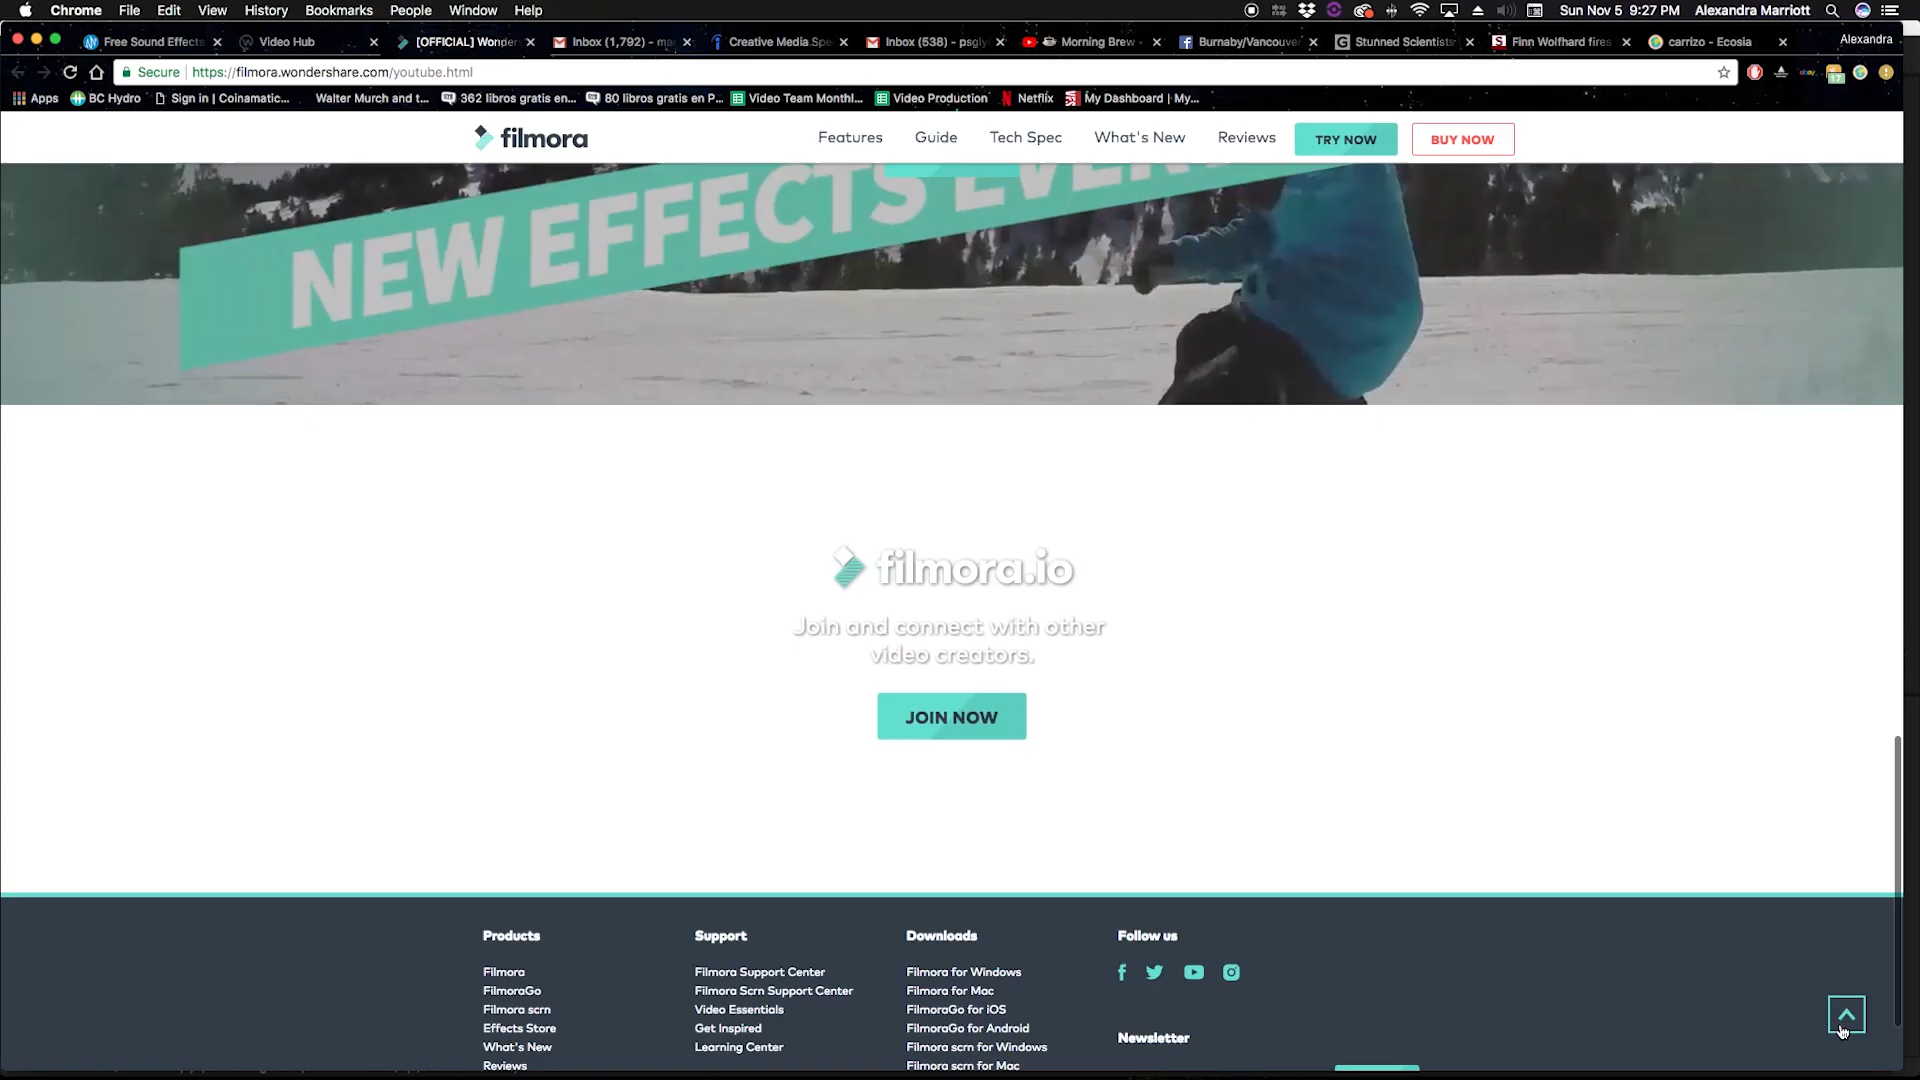 Chrome File Edit View History Bookmarks People Window Help Sun Nov 5 9:27 PM Alexandra Marriott
Free Sound Effects Video Hub [OFFICIAL] Wonders Inbox (1,792) - ma Creative Media Spe Inbox (538) - psgly Morning Brew - Burnaby/Vancouver Stunned Scientists Finn Wolfhard fires carrizo - Ecosia Alexandra
Secure https://filmora.wondershare.com/youtube.html
Apps BC Hydro Sign in | Coinamatic... Walter Murch and t... 362 libros gratis en... 80 libros gratis en P... Video Team Monthl... Video Production Netflix My Dashboard | My...
filmora Features Guide Tech Spec What's New Reviews TRY NOW BUY NOW
NEW EFFECTS EVER
filmora.io
Join and connect with other
video creators.
JOIN NOW
Products Support Downloads Follow us
Filmora Filmora Support Center Filmora for Windows
FilmoraGo Filmora Scrn Support Center Filmora for Mac
Filmora scrn Video Essentials FilmoraGo for iOS
Effects Store Get Inspired FilmoraGo for Android
What's New Learning Center Filmora scrn for Windows Newsletter
Reviews Filmora scrn for Mac